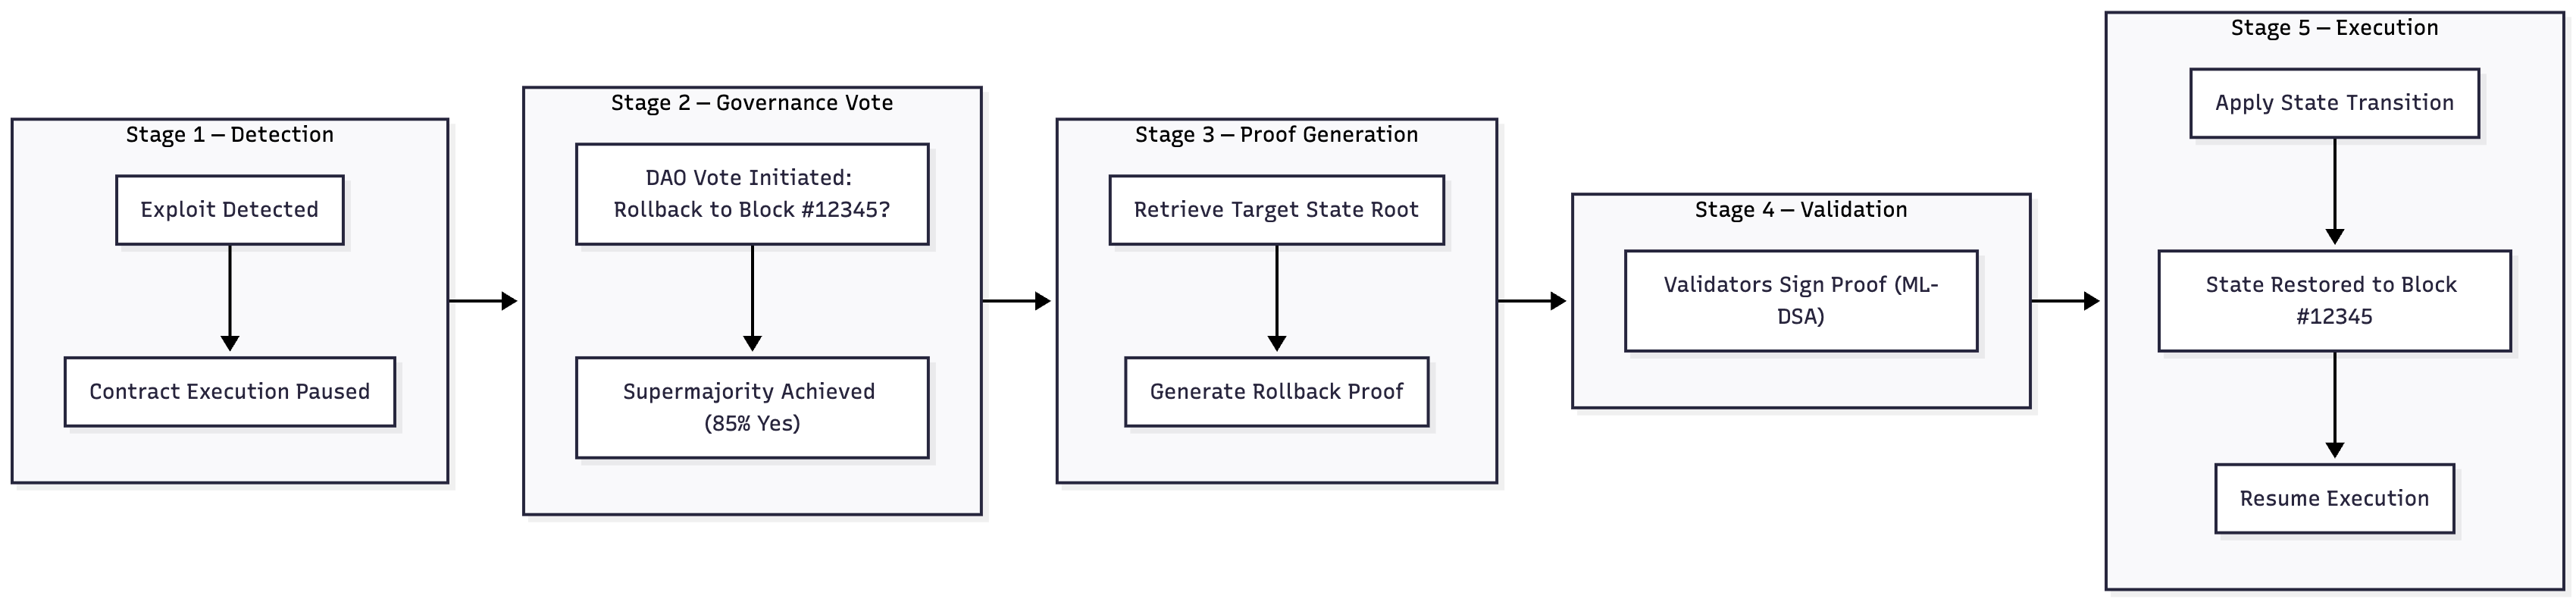 Stage 1 – Detection
Exploit Detected
Contract Execution Paused
Stage 2 – Governance Vote
DAO Vote Initiated:
Rollback to Block #12345?
Supermajority Achieved
(85% Yes)
Stage 3 – Proof Generation
Retrieve Target State Root
Generate Rollback Proof
Stage 4 – Validation
Validators Sign Proof (ML-
DSA)
Stage 5 – Execution
Apply State Transition
State Restored to Block
#12345
Resume Execution